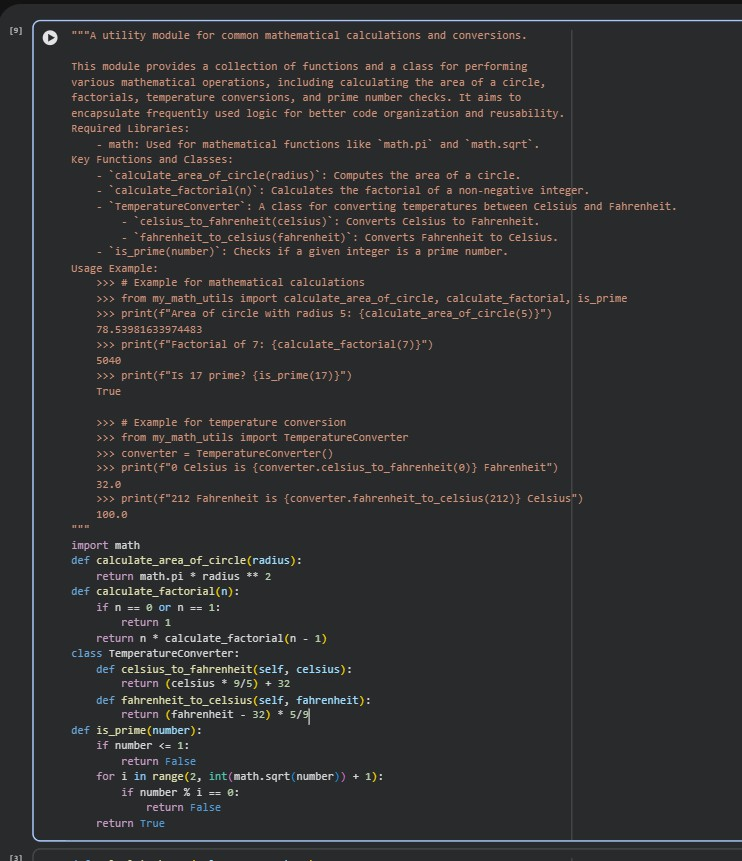 [9]
"""A utility module for common mathematical calculations and conversions.
This module provides a collection of functions and a class for performing
various mathematical operations, including calculating the area of a circle,
factorials, temperature conversions, and prime number checks. It aims to
encapsulate frequently used logic for better code organization and reusability.
Required Libraries:
- math: Used for mathematical functions like `math.pi` and `math.sqrt`.
Key Functions and Classes:
- `calculate_area_of_circle(radius)`: Computes the area of a circle.
- `calculate_factorial(n)`: Calculates the factorial of a non-negative integer.
- `TemperatureConverter`: A class for converting temperatures between Celsius and Fahrenheit.
- `celsius_to_fahrenheit(celsius)`: Converts Celsius to Fahrenheit.
- `fahrenheit_to_celsius(fahrenheit)`: Converts Fahrenheit to Celsius.
- `is_prime(number)`: Checks if a given integer is a prime number.
Usage Example:
>>> # Example for mathematical calculations
>>> from my_math_utils import calculate_area_of_circle, calculate_factorial, is_prime
>>> print(f"Area of circle with radius 5: {calculate_area_of_circle(5)}")
78.53981633974483
>>> print(f"Factorial of 7: {calculate_factorial(7)}")
5040
>>> print(f"Is 17 prime? {is_prime(17)}")
True
>>> # Example for temperature conversion
>>> from my_math_utils import TemperatureConverter
>>> converter = TemperatureConverter()
>>> print(f"0 Celsius is {converter.celsius_to_fahrenheit(0)} Fahrenheit")
32.0
>>> print(f"212 Fahrenheit is {converter.fahrenheit_to_celsius(212)} Celsius")
100.0
"""
import math
def calculate_area_of_circle(radius):
return math.pi * radius ** 2
def calculate_factorial(n):
if n == 0 or n == 1:
return 1
return n * calculate_factorial(n - 1)
class TemperatureConverter:
def celsius_to_fahrenheit(self, celsius):
return (celsius * 9/5) + 32
def fahrenheit_to_celsius(self, fahrenheit):
return (fahrenheit - 32) * 5/9
def is_prime(number):
if number <= 1:
return False
for i in range(2, int(math.sqrt(number)) + 1):
if number % i == 0:
return False
return True
[3]